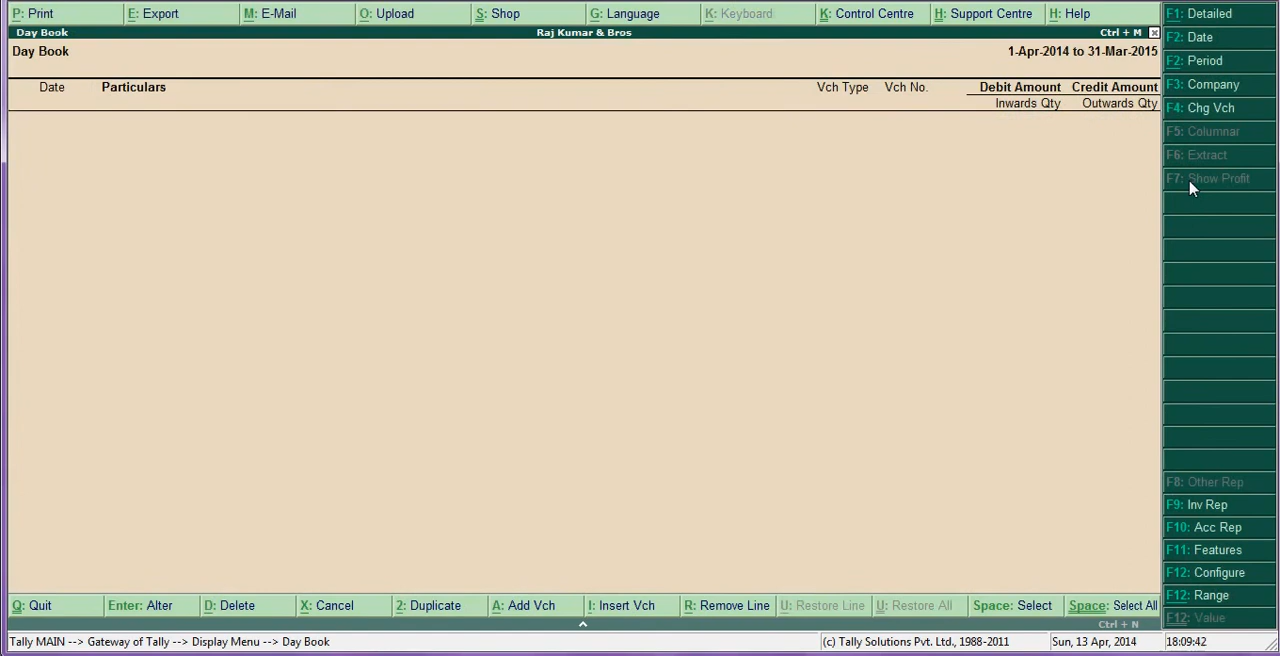 P: Print E: Export M: E-Mail O: Upload S: Shop G: Language K: Keyboard K: Control Centre H: Support Centre H: Help
Day Book Raj Kumar & Bros Ctrl + M
Day Book 1-Apr-2014 to 31-Mar-2015
Date Particulars Vch Type Vch No. Debit Amount Credit Amount
Inwards Qty Outwards Qty
F1: Detailed
F2: Date
F2: Period
F3: Company
F4: Chg Vch
F5: Columnar
F6: Extract
F7: Show Profit
F8: Other Rep
F9: Inv Rep
F10: Acc Rep
F11: Features
F12: Configure
F12: Range
F12: Value
Q: Quit Enter: Alter D: Delete X: Cancel 2: Duplicate A: Add Vch I: Insert Vch R: Remove Line U: Restore Line U: Restore All Space: Select Space: Select All
Ctrl + N
Tally MAIN --> Gateway of Tally --> Display Menu --> Day Book (c) Tally Solutions Pvt. Ltd., 1988-2011 Sun, 13 Apr, 2014 18:09:42